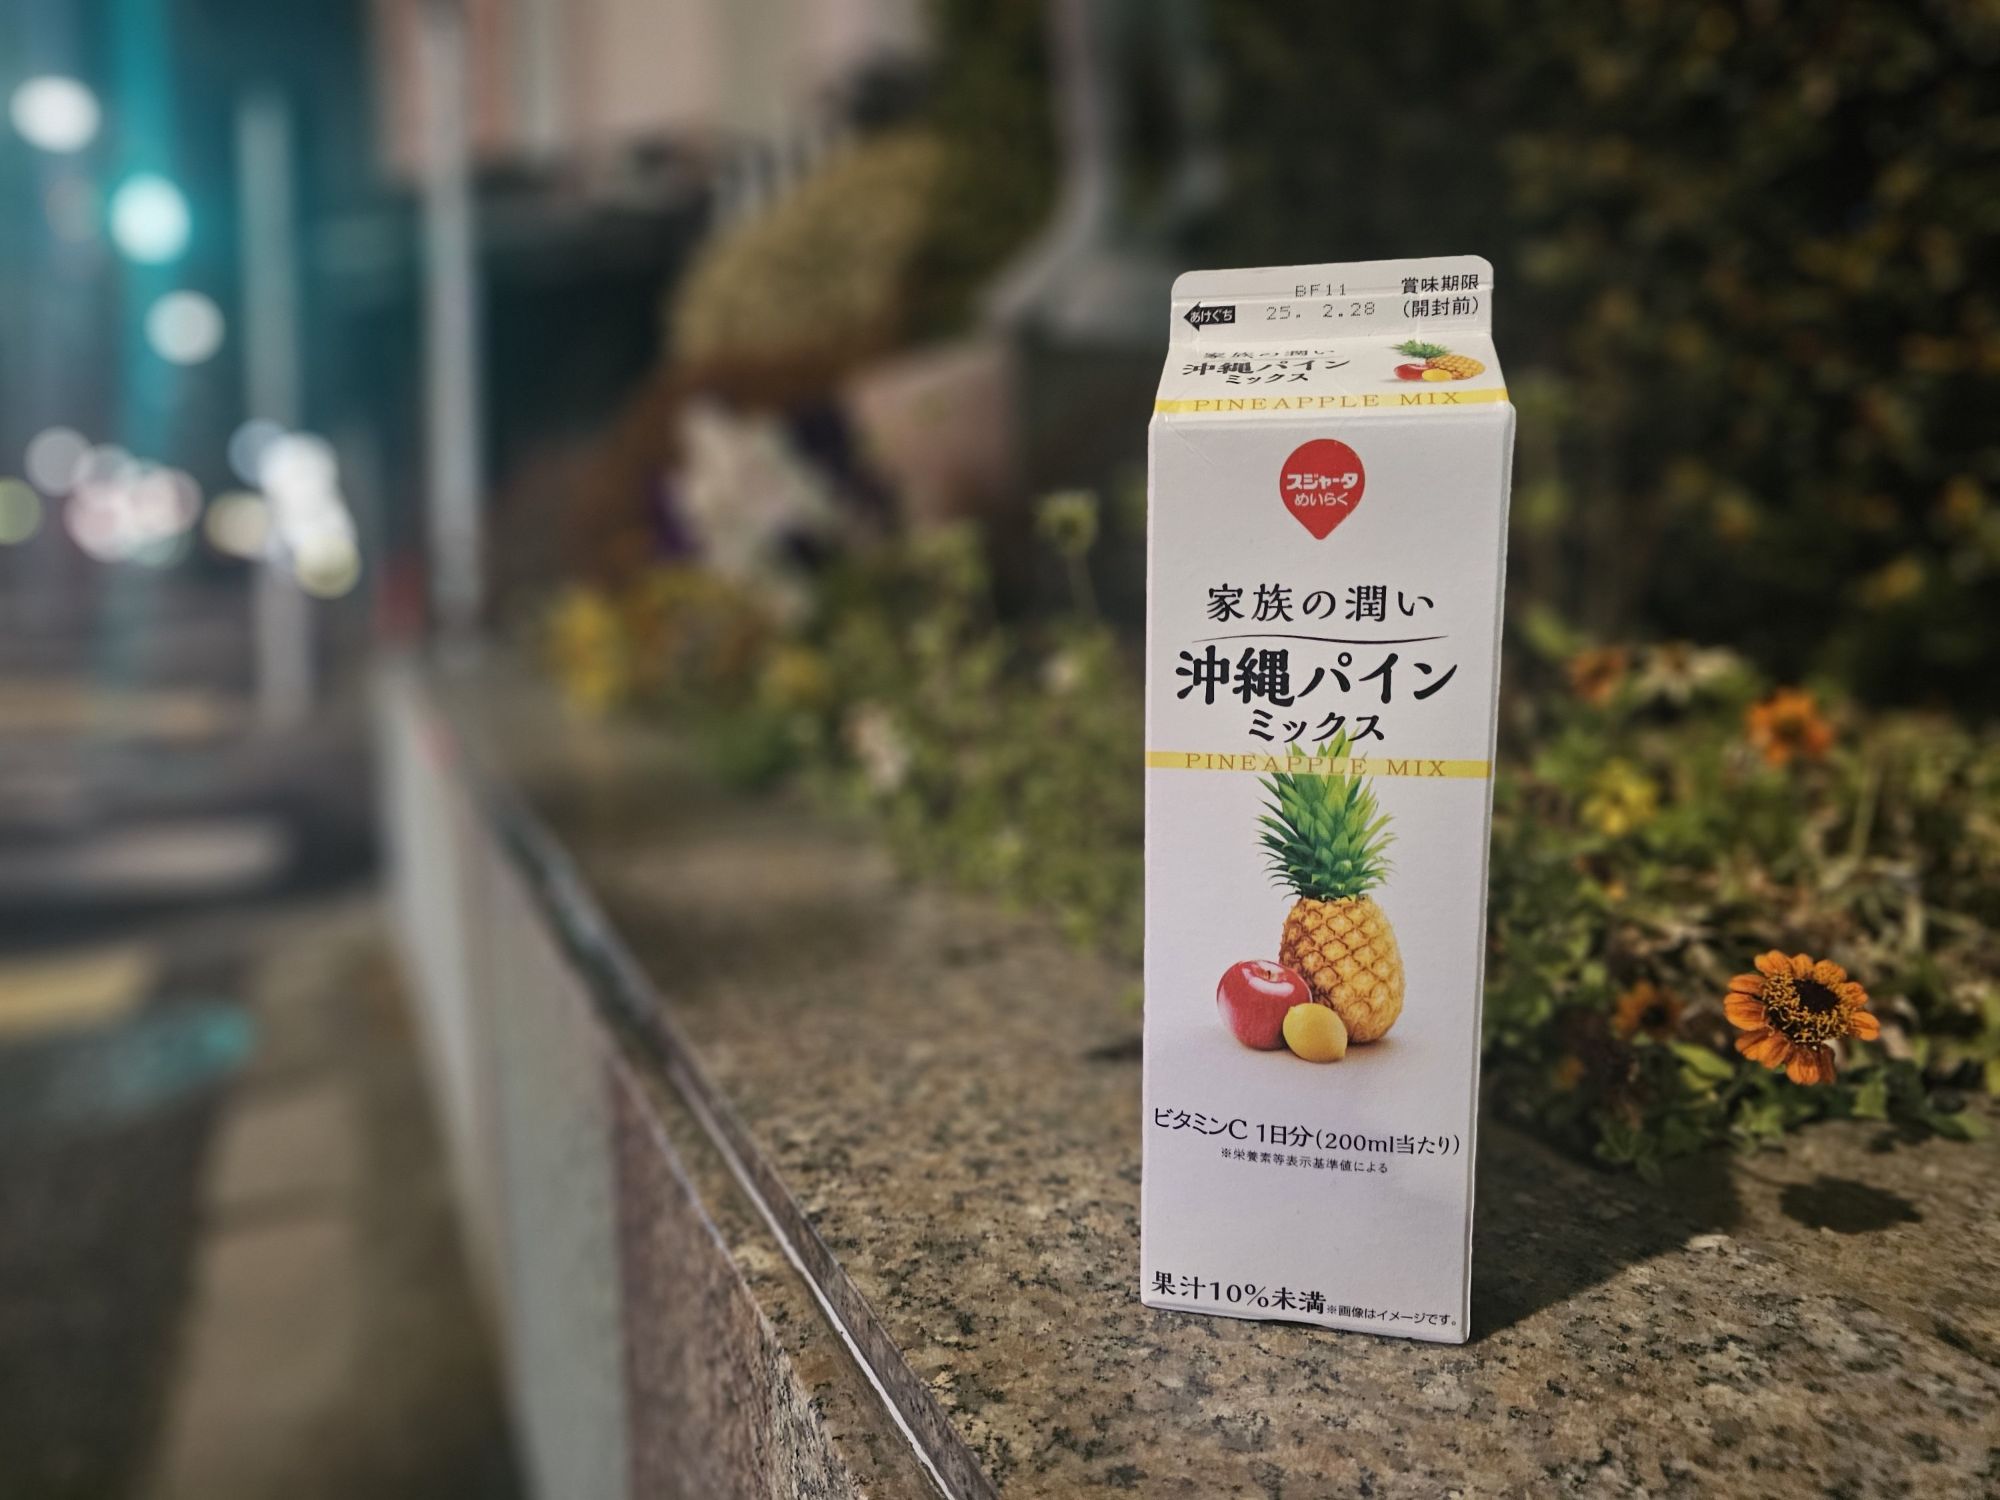 BF11
賞味期限
あけぐち
25. 2.28
(開封前)
家族の潤い
沖縄パイン
ミックス
PINEAPPLE MIX
スジャータ
めいらく
家族の潤い
沖縄パイン
ミックス
PINEAPPLE MIX
ビタミンC 1日分(200ml当たり)
※栄養素等表示基準値による
果汁10%未満※画像はイメージです。